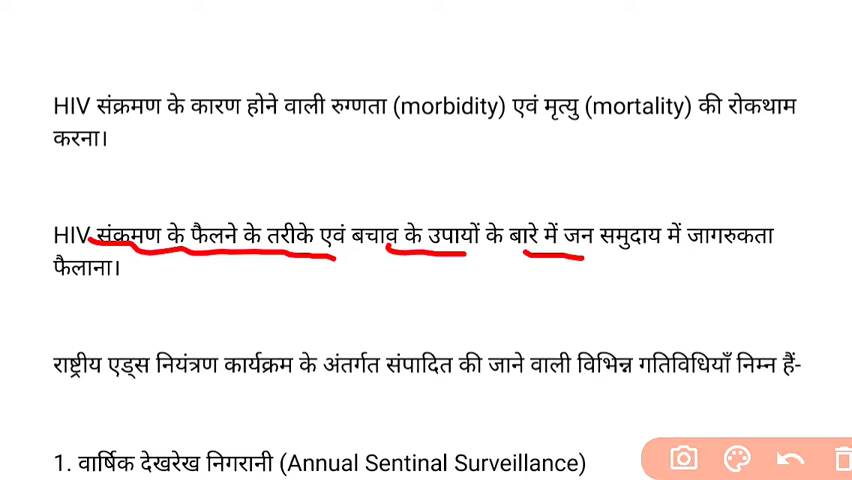 HIV संक्रमण के कारण होने वाली रुग्णता (morbidity) एवं मृत्यु (mortality) की रोकथाम
करना।
HIV संक्रमण के फैलने के तरीके एवं बचाव के उपायों के बारे में जन समुदाय में जागरुकता
फैलाना।
राष्ट्रीय एड्स नियंत्रण कार्यक्रम के अंतर्गत संपादित की जाने वाली विभिन्न गतिविधियाँ निम्न हैं-
1. वार्षिक देखरेख निगरानी (Annual Sentinal Surveillance)